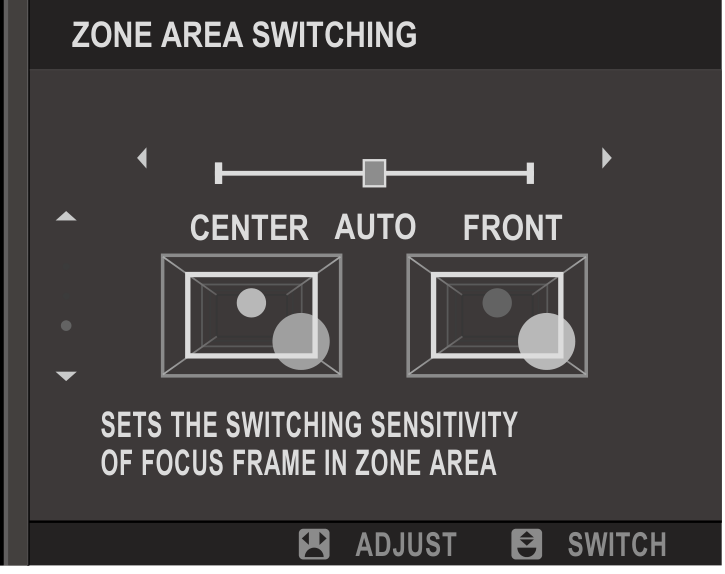 ZONE AREA SWITCHING
CENTER AUTO FRONT
SETS THE SWITCHING SENSITIVITY
OF FOCUS FRAME IN ZONE AREA
ADJUST SWITCH